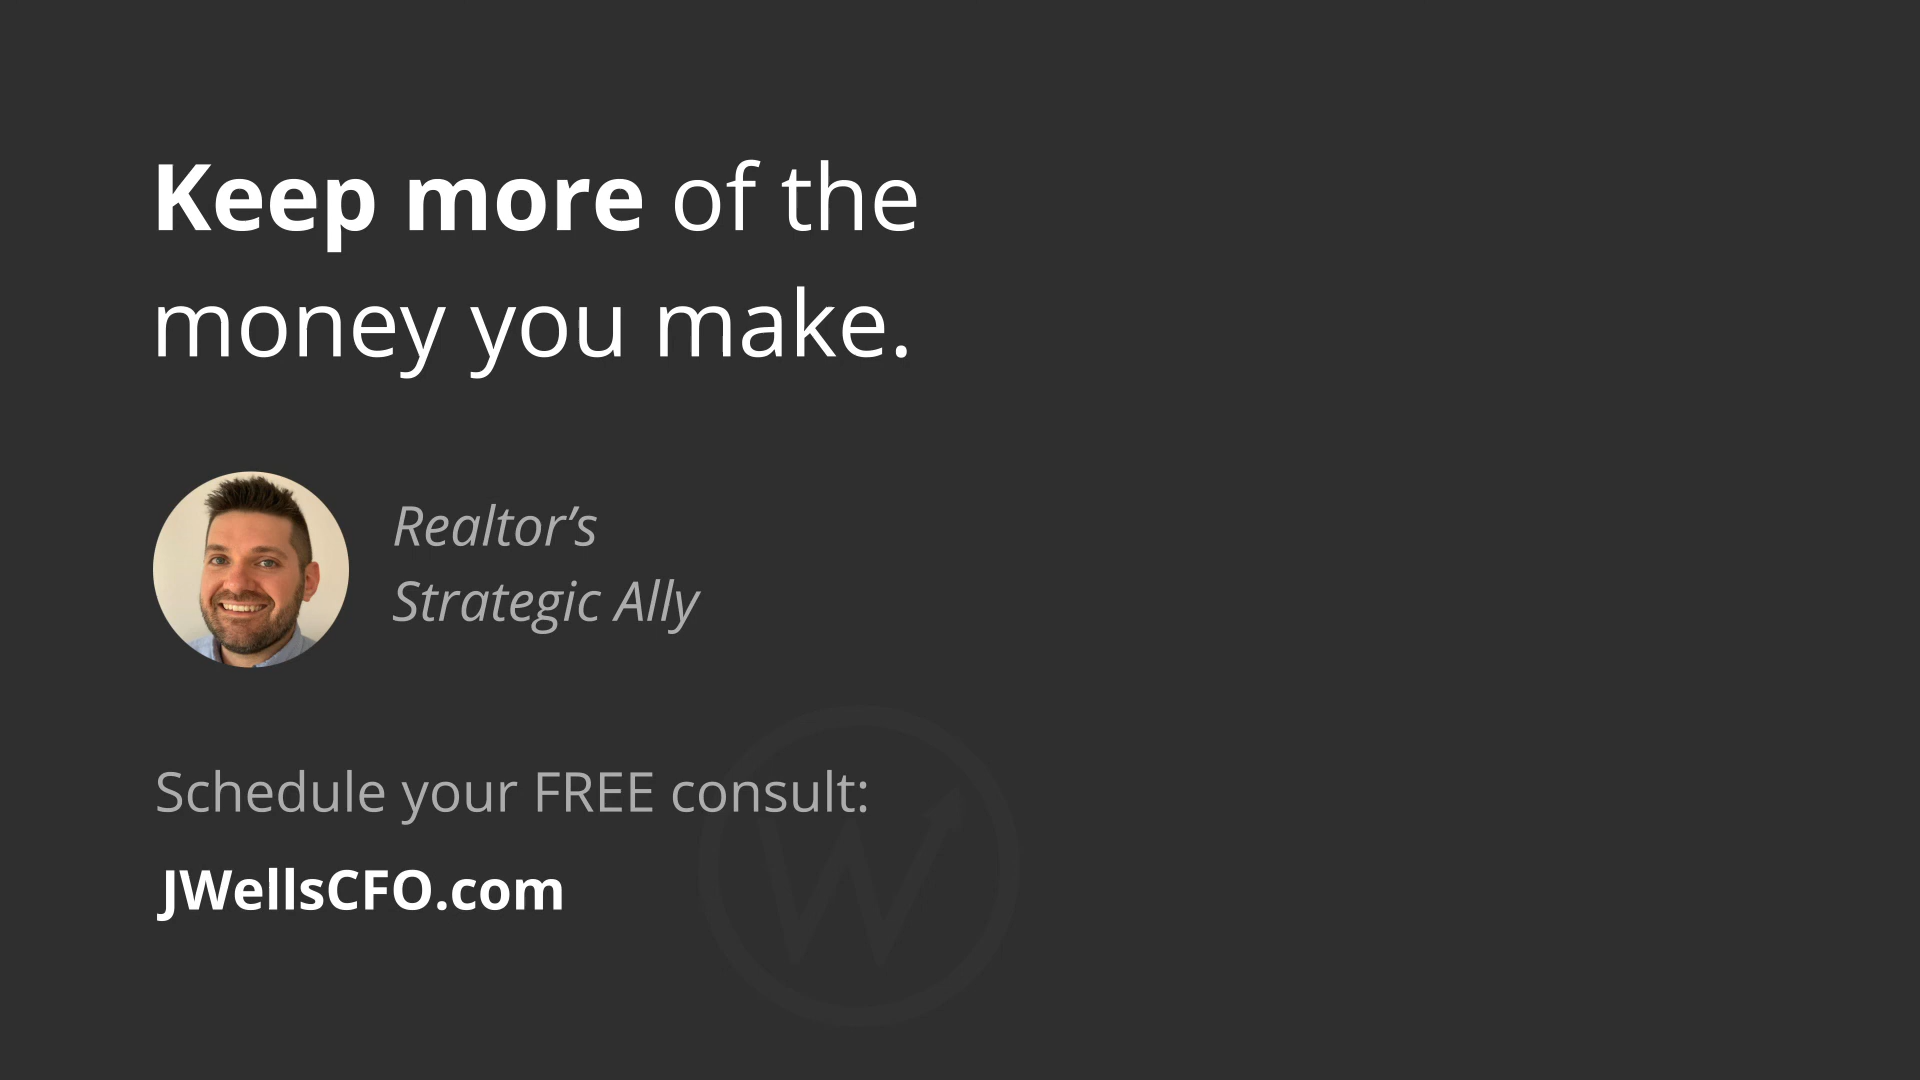 Keep more of the
money you make.
Realtor’s
Strategic Ally
Schedule your FREE consult:
JWellsCFO.com
W